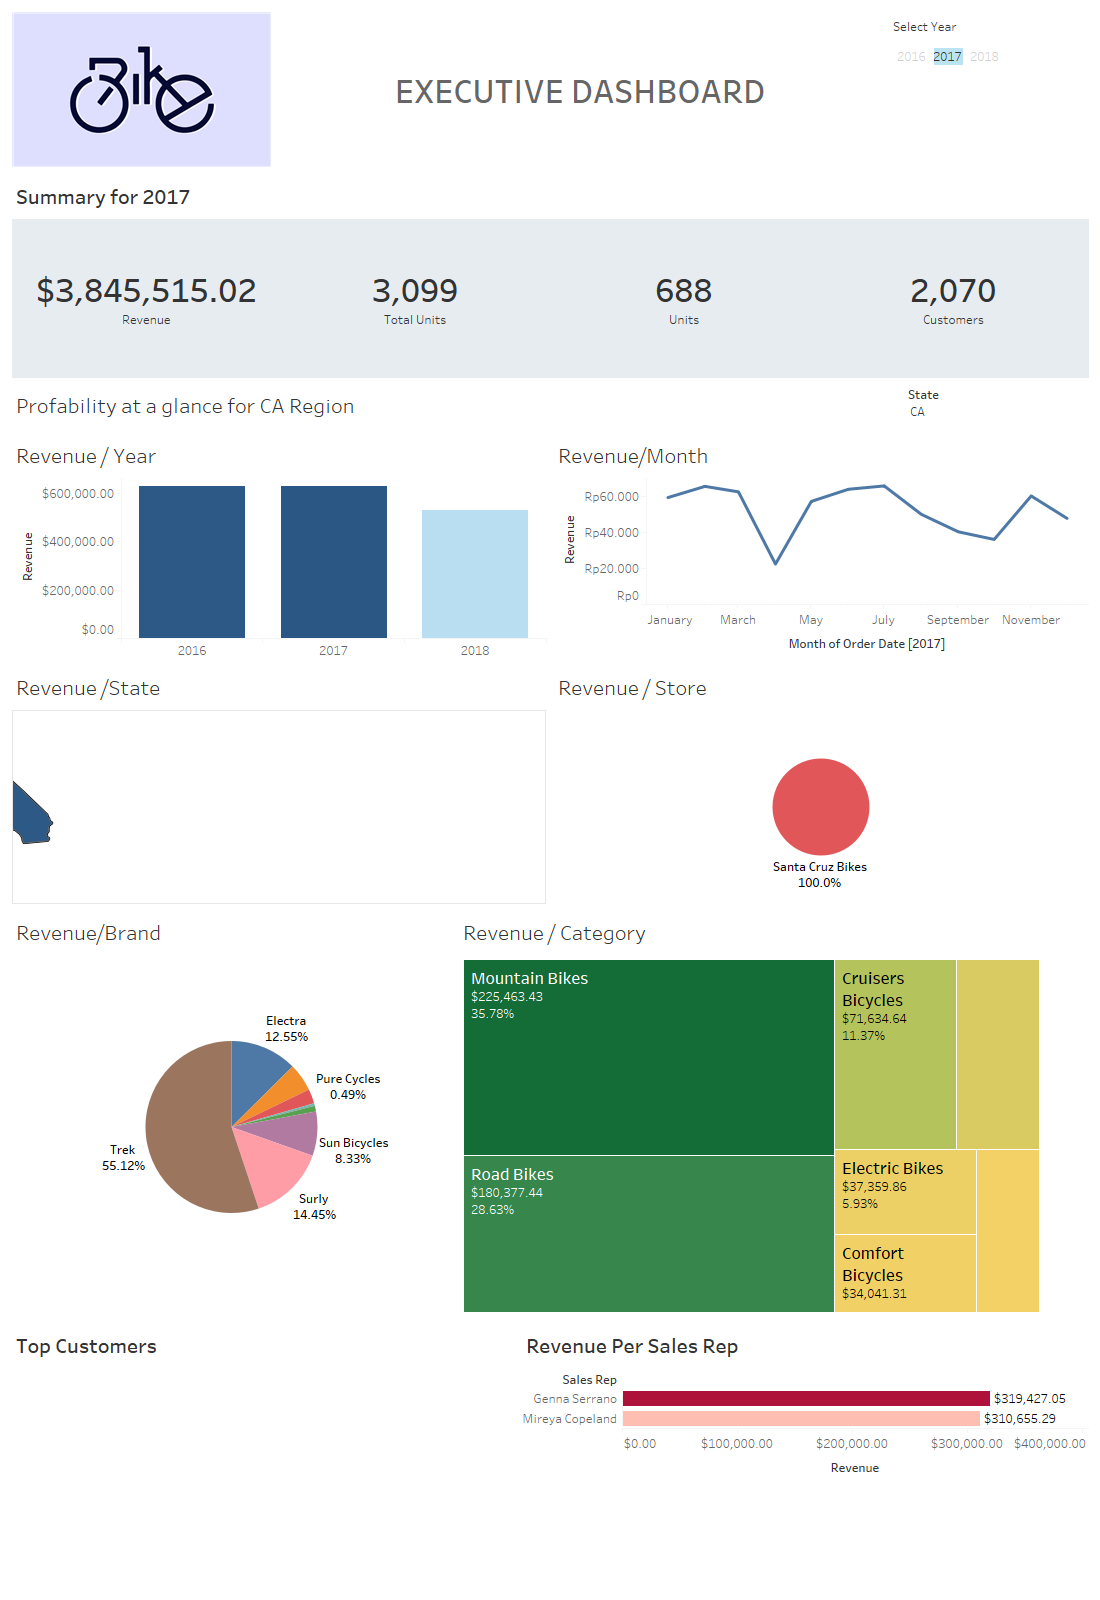 Bike
Select Year
2016 2017 2018
EXECUTIVE DASHBOARD
Summary for 2017
$3,845,515.02 3,099 688 2,070
Revenue Total Units Units Customers
Profability at a glance for CA Region
State
CA
Revenue / Year
$600,000.00
$400,000.00
$200,000.00
$0.00
Revenue
2016 2017 2018
Revenue/Month
Rp60.000
Rp40.000
Rp20.000
Rp0
Revenue
January March May July September November
Month of Order Date [2017]
Revenue /State
Revenue / Store
Santa Cruz Bikes
100.0%
Revenue/Brand
Electra
12.55%
Pure Cycles
0.49%
Sun Bicycles
8.33%
Surly
14.45%
Trek
55.12%
Revenue / Category
Mountain Bikes
$225,463.43
35.78%
Road Bikes
$180,377.44
28.63%
Cruisers
Bicycles
$71,634.64
11.37%
Electric Bikes
$37,359.86
5.93%
Comfort
Bicycles
$34,041.31
Top Customers
Revenue Per Sales Rep
Sales Rep
Genna Serrano $319,427.05
Mireya Copeland $310,655.29
$0.00 $100,000.00 $200,000.00 $300,000.00 $400,000.00
Revenue